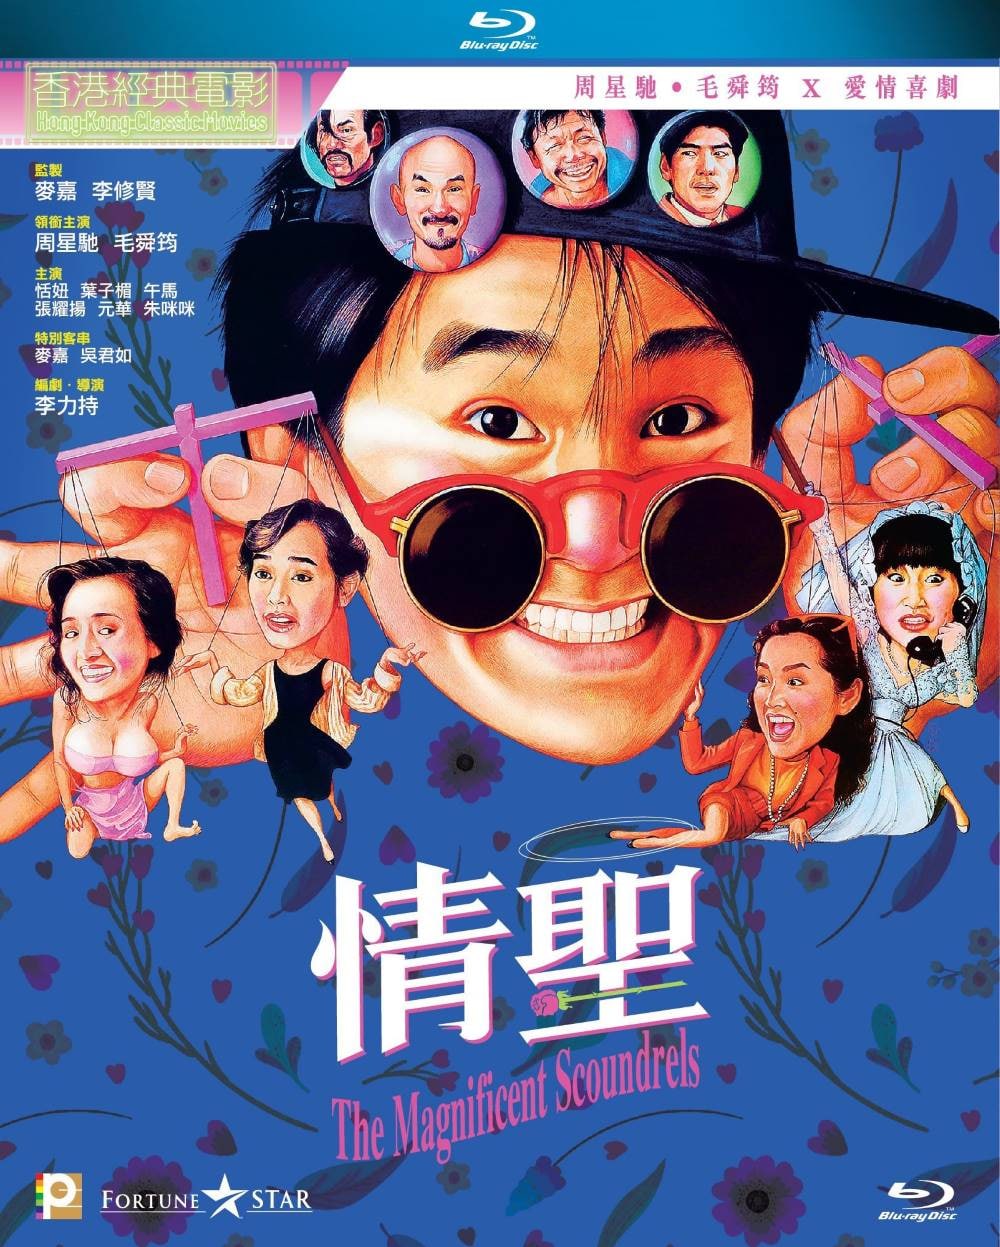 Blu-ray Disc
香港經典電影
Hong Kong Classic Movies
周星馳・毛舜筠 X 愛情喜劇
監製
麥嘉 李修賢
領銜主演
周星馳 毛舜筠
主演
恬妞 葉子楣 午馬
張耀揚 元華 朱咪咪
特別客串
麥嘉 吳君如
編劇・導演
李力持
情聖
The Magnificent Scoundrels
P FORTUNE STAR
Blu-ray Disc